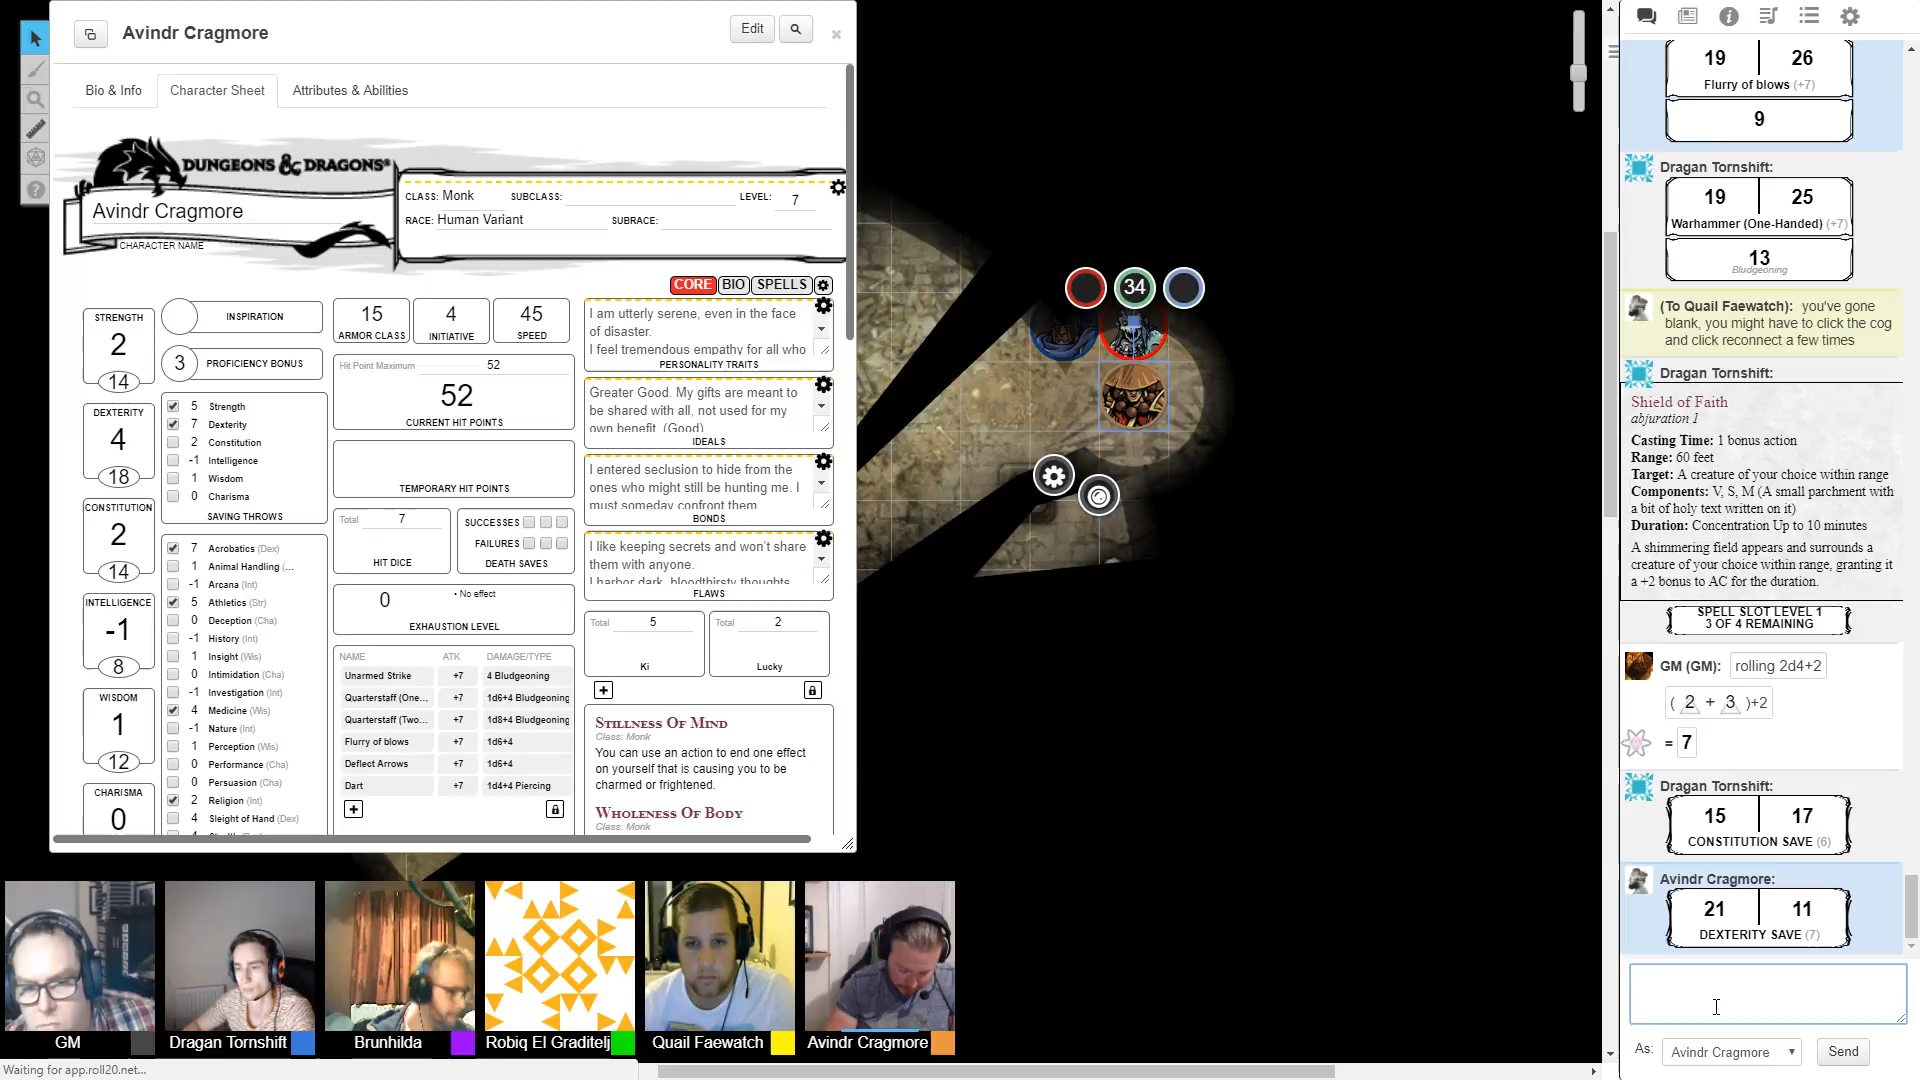 Avindr Cragmore
Edit
Bio & Info
Character Sheet
Attributes & Abilities
DUNGEONS & DRAGONS®
Avindr Cragmore
CHARACTER NAME
CLASS: Monk
SUBCLASS:
LEVEL: 7
RACE: Human Variant
SUBRACE:
CORE
BIO
SPELLS
STRENGTH
2
14
DEXTERITY
4
18
CONSTITUTION
2
14
INTELLIGENCE
-1
8
WISDOM
1
12
CHARISMA
0
INSPIRATION
3 PROFICIENCY BONUS
5 Strength
7 Dexterity
2 Constitution
-1 Intelligence
1 Wisdom
0 Charisma
SAVING THROWS
7 Acrobatics (Dex)
1 Animal Handling (...
-1 Arcana (Int)
5 Athletics (Str)
0 Deception (Cha)
-1 History (Int)
1 Insight (Wis)
0 Intimidation (Cha)
-1 Investigation (Int)
4 Medicine (Wis)
-1 Nature (Int)
1 Perception (Wis)
0 Performance (Cha)
0 Persuasion (Cha)
2 Religion (Int)
4 Sleight of Hand (Dex)
15
ARMOR CLASS
4
INITIATIVE
45
SPEED
Hit Point Maximum 52
52
CURRENT HIT POINTS
TEMPORARY HIT POINTS
Total 7
HIT DICE
SUCCESSES
FAILURES
DEATH SAVES
0
• No effect
EXHAUSTION LEVEL
NAME ATK DAMAGE/TYPE
Unarmed Strike +7 4 Bludgeoning
Quarterstaff (One... +7 1d6+4 Bludgeoning
Quarterstaff (Two... +7 1d8+4 Bludgeoning
Flurry of blows +7 1d6+4
Deflect Arrows +7 1d6+4
Dart +7 1d4+4 Piercing
I am utterly serene, even in the face
of disaster.
I feel tremendous empathy for all who
PERSONALITY TRAITS
Greater Good. My gifts are meant to
be shared with all, not used for my
own benefit. (Good)
IDEALS
I entered seclusion to hide from the
ones who might still be hunting me. I
must someday confront them
BONDS
I like keeping secrets and won't share
them with anyone.
I harbor dark, bloodthirsty thoughts
FLAWS
Total 5
Ki
Total 2
Lucky
STILLNESS OF MIND
Class: Monk
You can use an action to end one effect
on yourself that is causing you to be
charmed or frightened.
WHOLENESS OF BODY
Class: Monk
34
19 26
Flurry of blows (+7)
9
Dragan Tornshift:
19 25
Warhammer (One-Handed) (+7)
13
Bludgeoning
(To Quail Faewatch): you've gone
blank, you might have to click the cog
and click reconnect a few times
Dragan Tornshift:
Shield of Faith
abjuration 1
Casting Time: 1 bonus action
Range: 60 feet
Target: A creature of your choice within range
Components: V, S, M (A small parchment with
a bit of holy text written on it)
Duration: Concentration Up to 10 minutes
A shimmering field appears and surrounds a
creature of your choice within range, granting it
a +2 bonus to AC for the duration.
SPELL SLOT LEVEL 1
3 OF 4 REMAINING
GM (GM): rolling 2d4+2
( 2 + 3 )+2
= 7
Dragan Tornshift:
15 17
CONSTITUTION SAVE (6)
Avindr Cragmore:
21 11
DEXTERITY SAVE (7)
As: Avindr Cragmore
Send
GM
Dragan Tornshift
Brunhilda
Robiq El Graditelj
Quail Faewatch
Avindr Cragmore
Waiting for app.roll20.net...